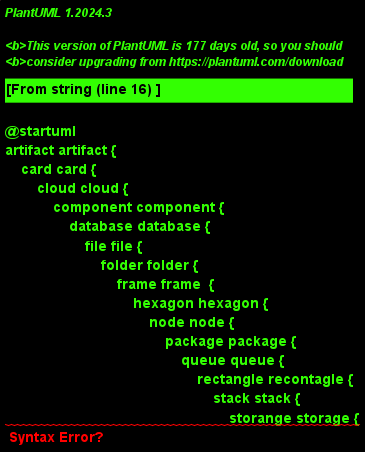 PlantUML 1.2024.3
<b>This version of PlantUML is 177 days old, so you should
<b>consider upgrading from https://plantuml.com/download
[From string (line 16) ]
@startuml
artifact artifact {
card card {
cloud cloud {
component component {
database database {
file file {
folder folder {
frame frame  {
hexagon hexagon {
node node {
package package {
queue queue {
rectangle recontagle {
stack stack {
storange storage {
Syntax Error?